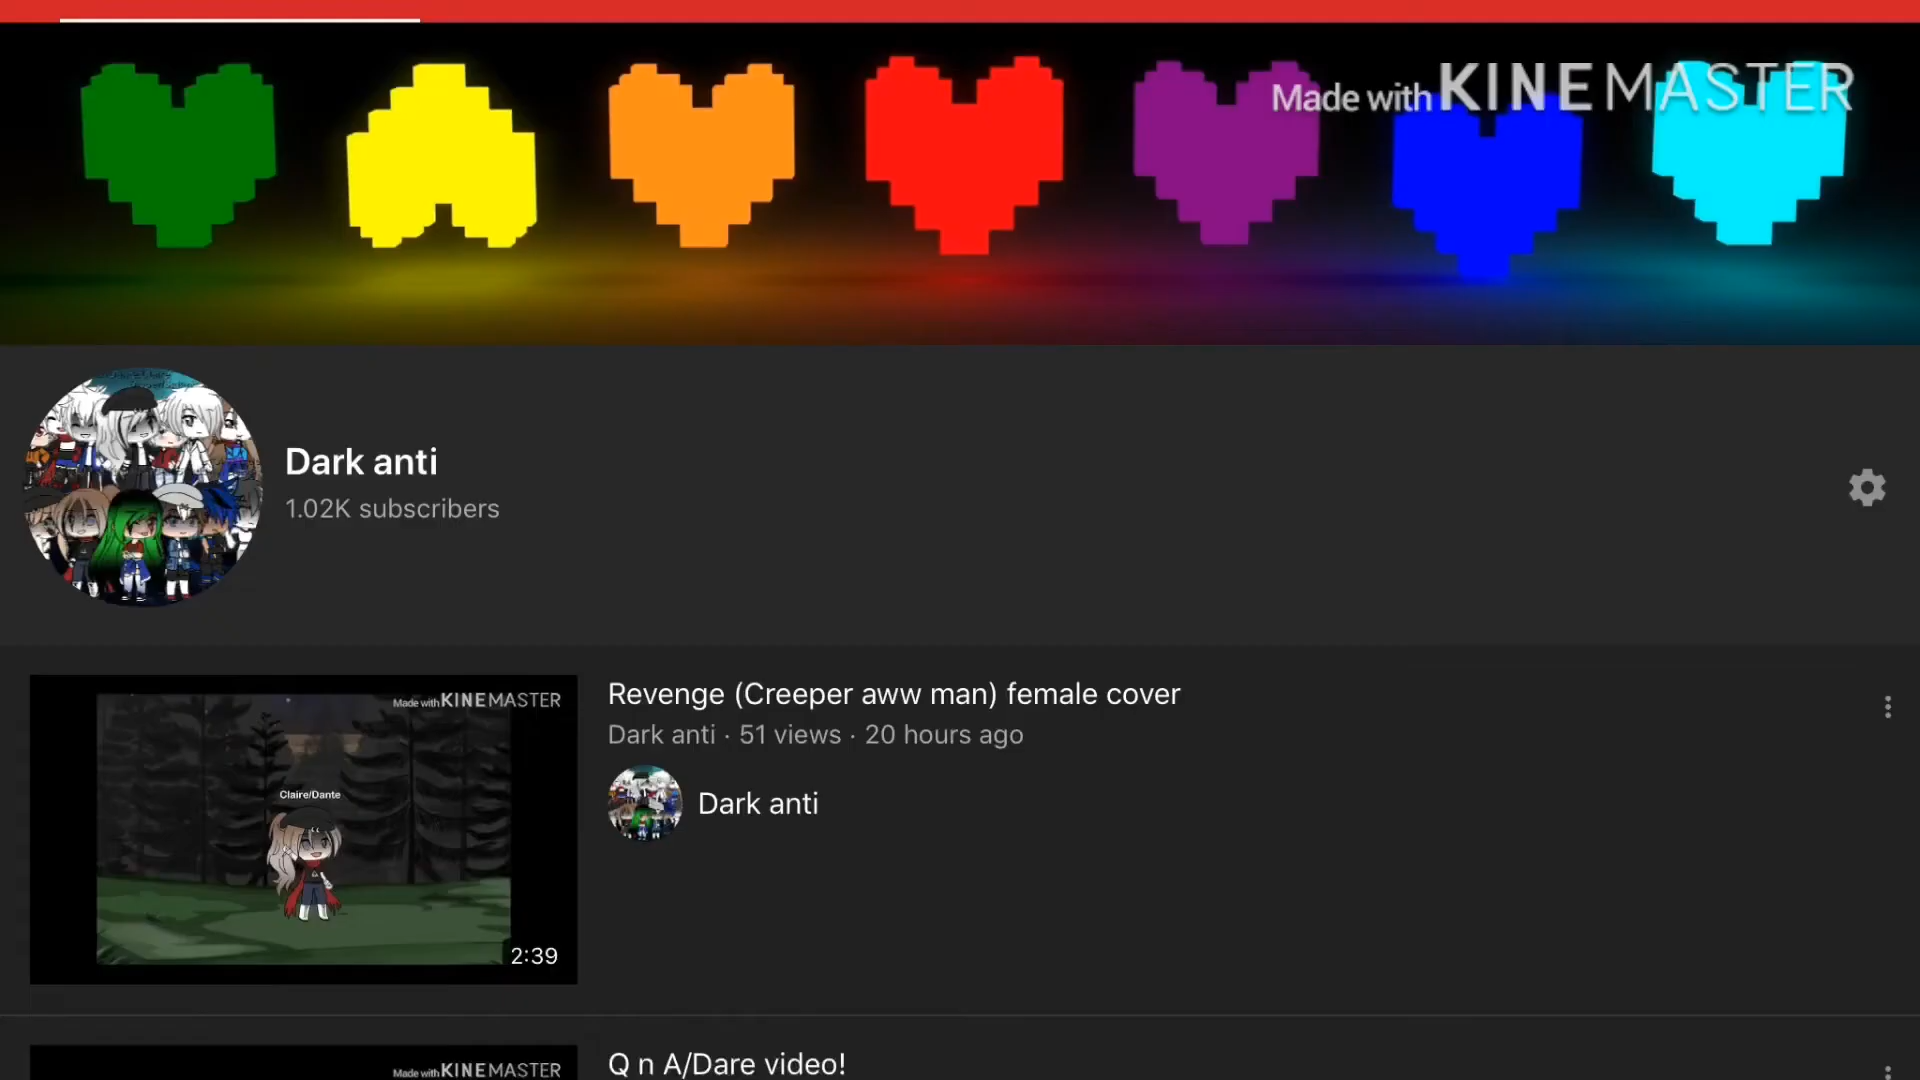 Made with KINEMASTER
Dark anti
1.02K subscribers
Made with KINEMASTER
Claire/Dante
2:39
Revenge (Creeper aww man) female cover
Dark anti · 51 views · 20 hours ago
Dark anti
Made with KINEMASTER
Q n A/Dare video!